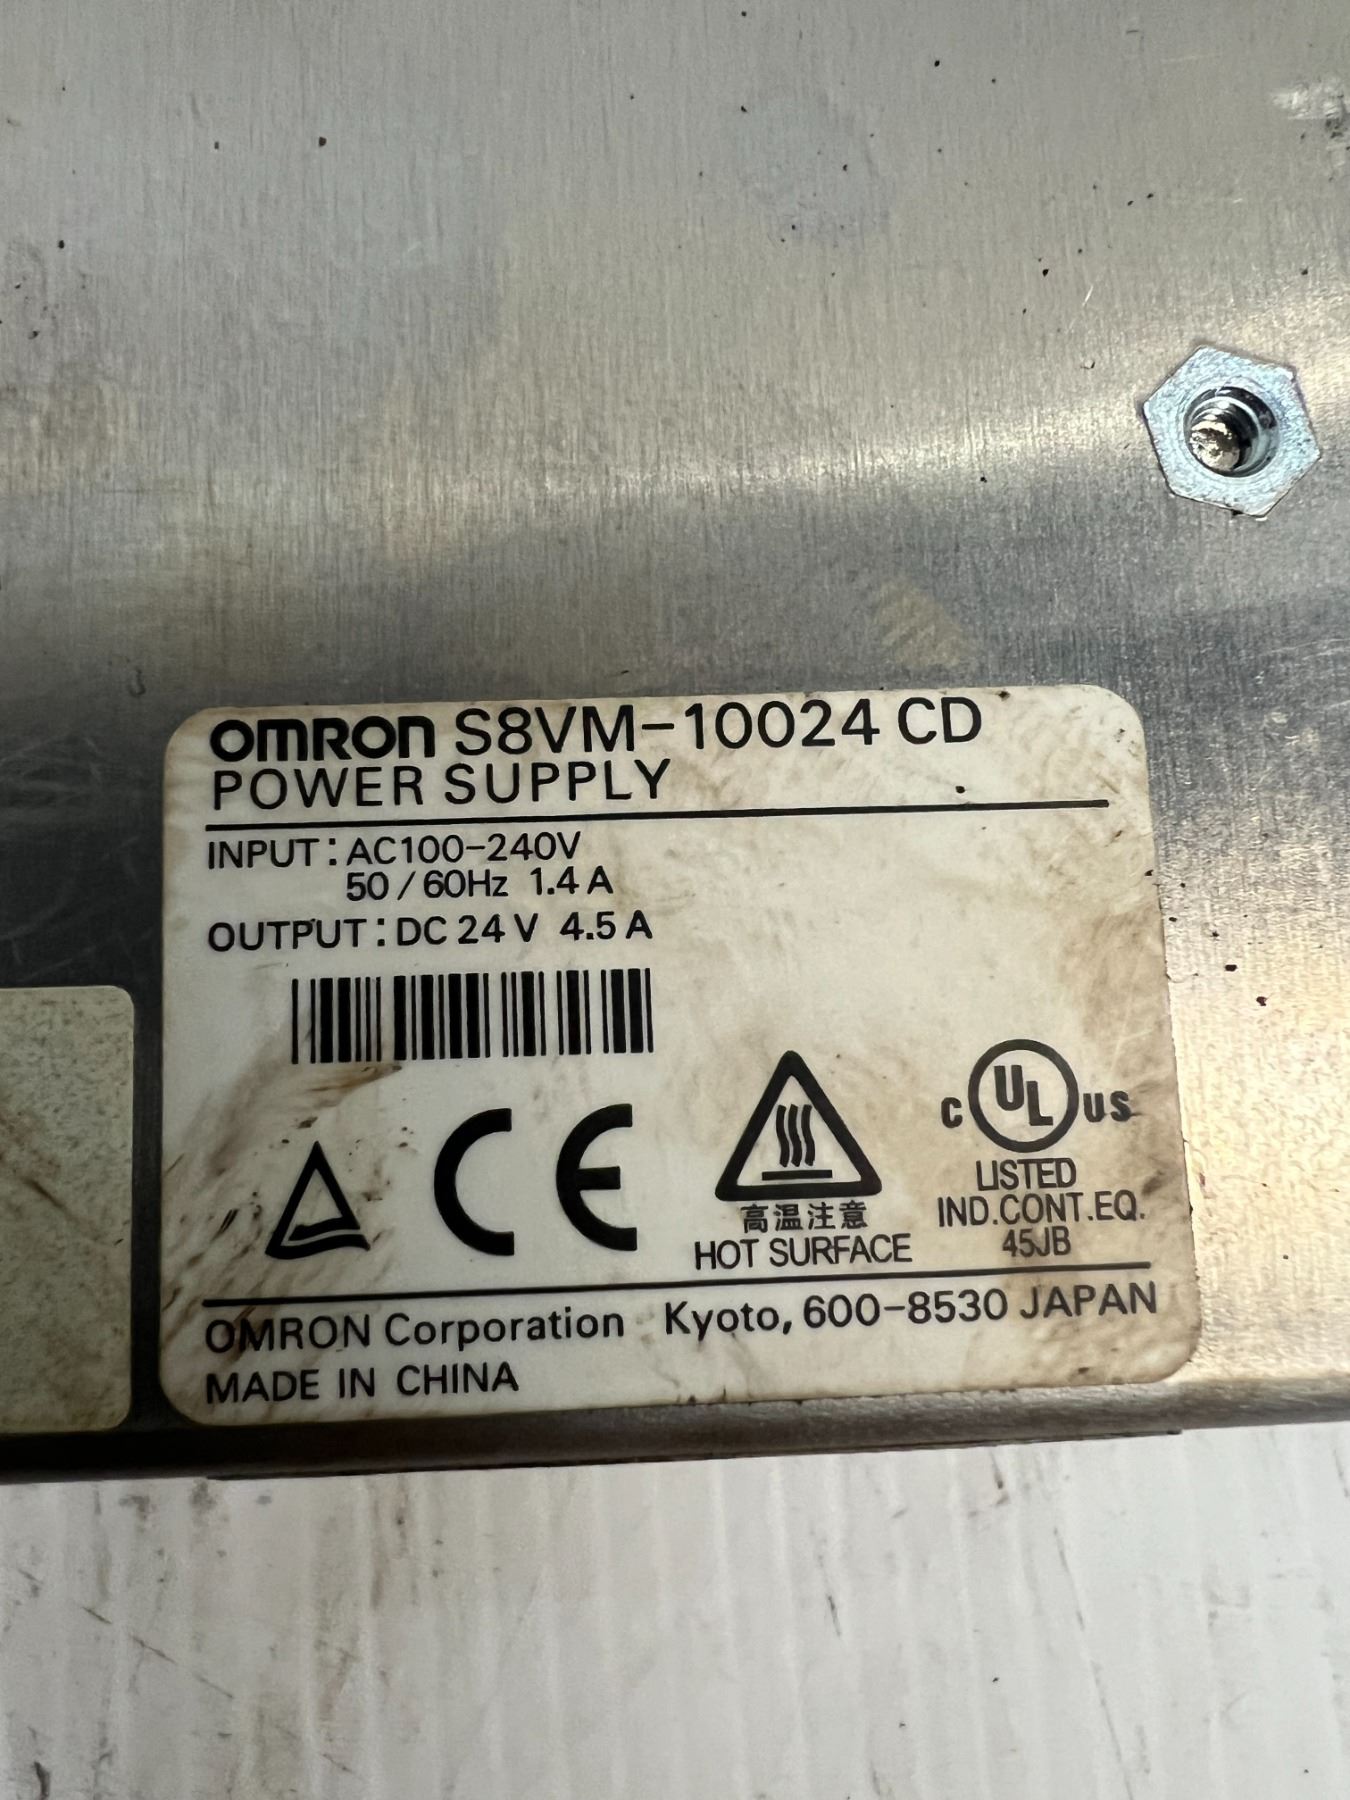 OMRON S8VM-10024 CD
POWER SUPPLY
INPUT: AC100-240V
50/60Hz 1.4 A
OUTPUT: DC 24 V 4.5 A
CE
高温注意
HOT SURFACE
C UL US
LISTED
IND.CONT.EQ.
45JB
OMRON Corporation Kyoto, 600-8530 JAPAN
MADE IN CHINA